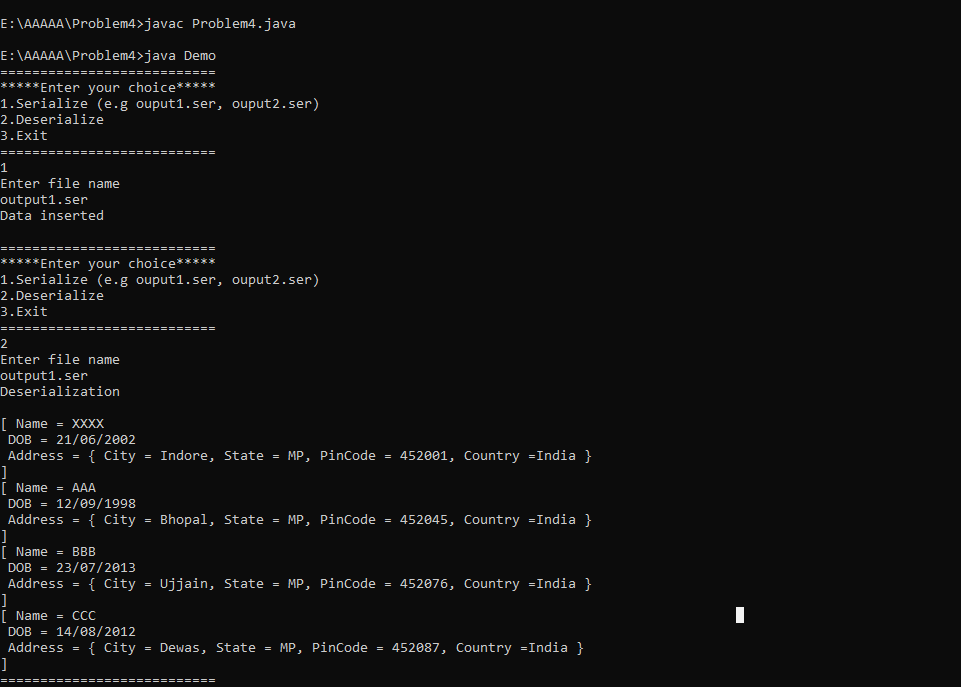 E:\AAAAA\Problem4>javac Problem4.java
E:\AAAAA\Problem4>java Demo
===========================
*****Enter your choice*****
1.Serialize (e.g ouput1.ser, ouput2.ser)
2.Deserialize
3.Exit
===========================
1
Enter file name
output1.ser
Data inserted
===========================
*****Enter your choice*****
1.Serialize (e.g ouput1.ser, ouput2.ser)
2.Deserialize
3.Exit
===========================
2
Enter file name
output1.ser
Deserialization
[ Name = XXXX
 DOB = 21/06/2002
 Address = { City = Indore, State = MP, PinCode = 452001, Country =India }
]
[ Name = AAA
 DOB = 12/09/1998
 Address = { City = Bhopal, State = MP, PinCode = 452045, Country =India }
]
[ Name = BBB
 DOB = 23/07/2013
 Address = { City = Ujjain, State = MP, PinCode = 452076, Country =India }
]
[ Name = CCC
 DOB = 14/08/2012
 Address = { City = Dewas, State = MP, PinCode = 452087, Country =India }
]
===========================